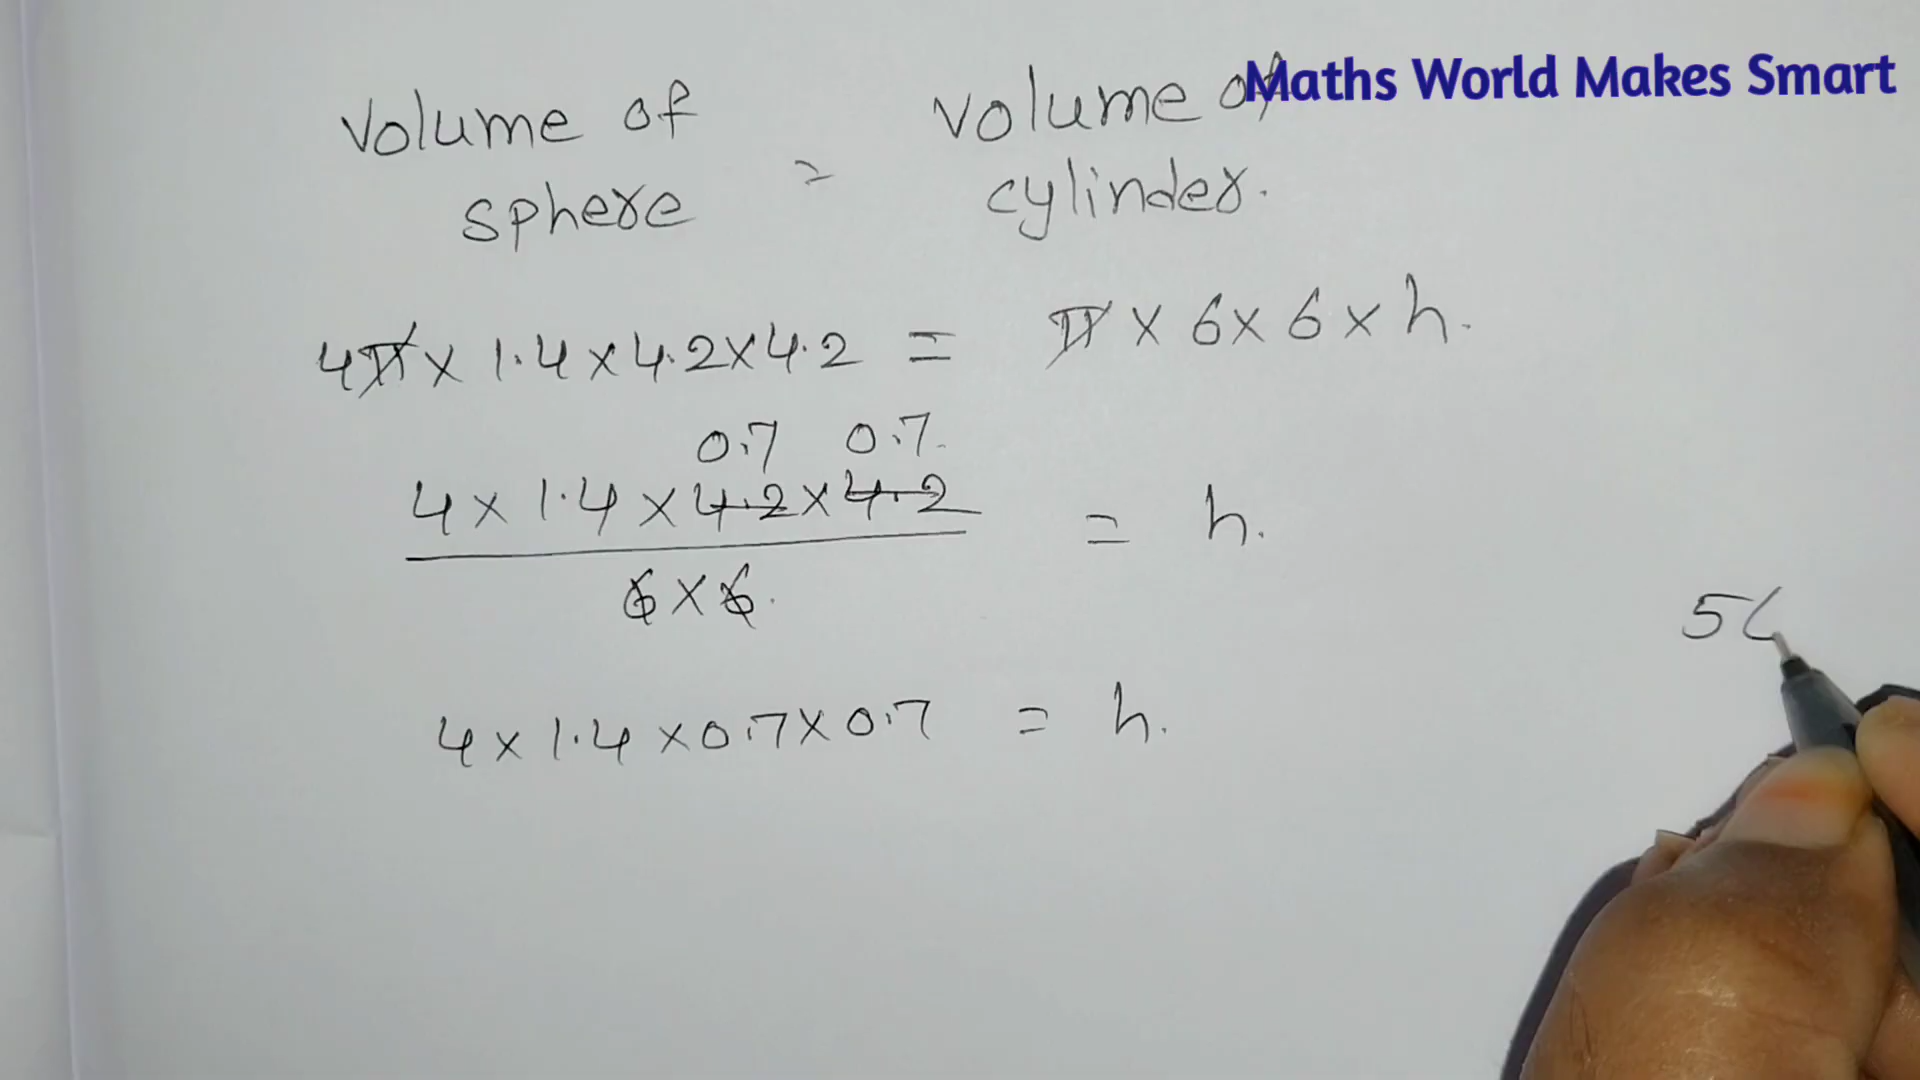 Maths World Makes Smart
Volume of sphere = volume of cylinder.
4π × 1.4 × 4.2 × 4.2 = π × 6 × 6 × h.
0.7 0.7
4 × 1.4 × 4.2 × 4.2 = h.
6 × 6.
4 × 1.4 × 0.7 × 0.7 = h.
5